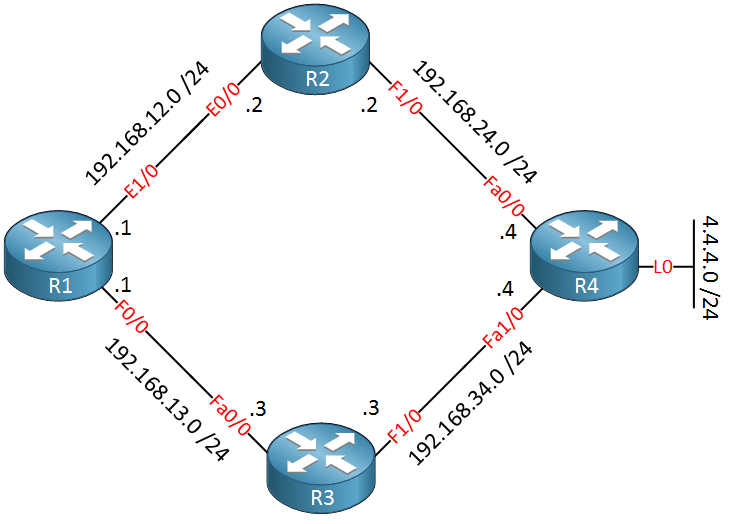 R2
192.168.12.0 /24
E0/0
.2
.2
F1/0
192.168.24.0 /24
E1/0
Fa0/0
.1
.4
R1
R4
L0
4.4.4.0 /24
.1
.4
F0/0
Fa1/0
192.168.13.0 /24
Fa0/0
.3
.3
F1/0
192.168.34.0 /24
R3